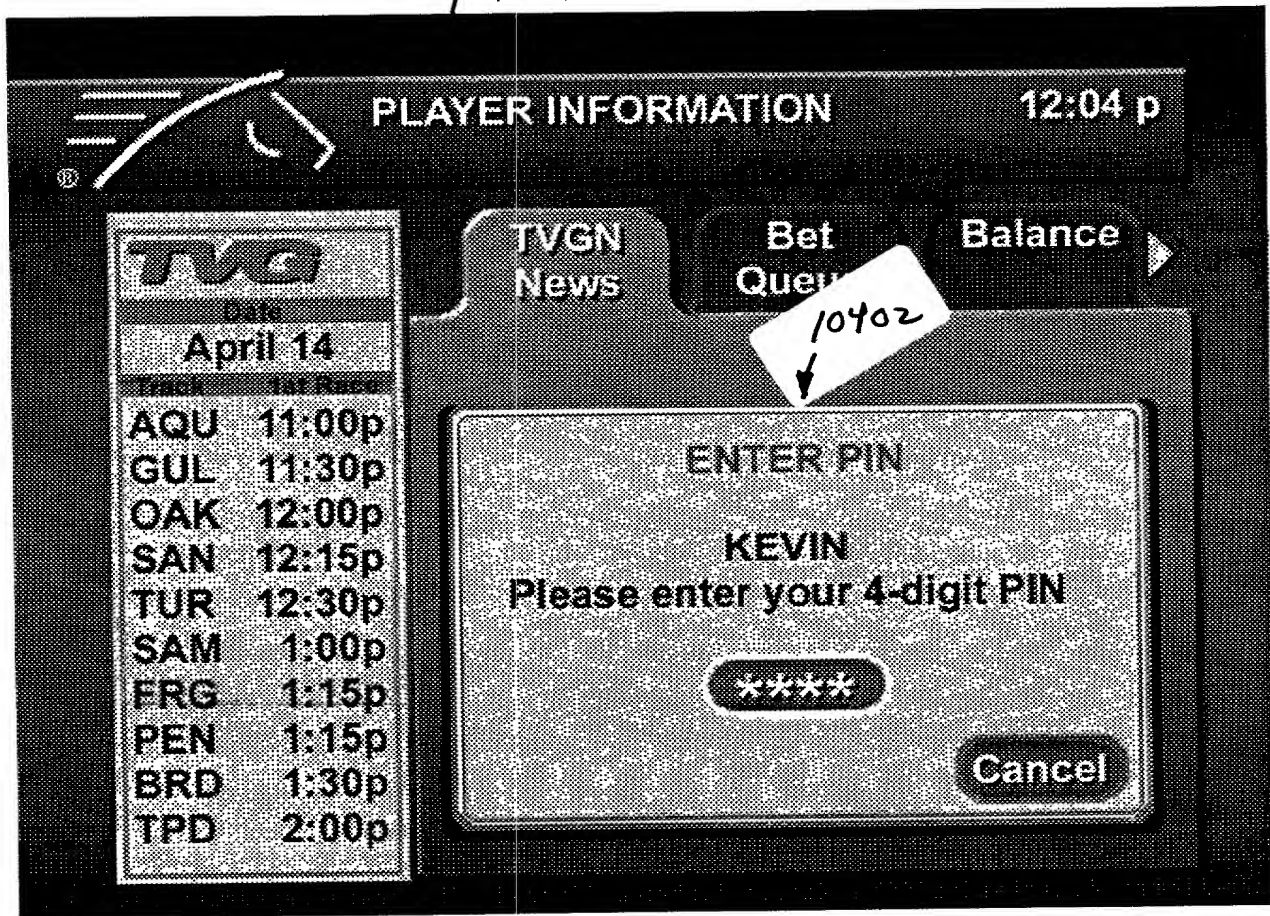 PLAYER INFORMATION
12:04 p
®
TVG
Date
April 14
Track 1st Race
AQU 11:00p
GUL 11:30p
OAK 12:00p
SAN 12:15p
TUR 12:30p
SAM 1:00p
FRG 1:15p
PEN 1:15p
BRD 1:30p
TPD 2:00p
TVGN
News
Bet
Balance
10402
ENTER PIN
KEVIN
Please enter your 4-digit PIN
****
Cancel